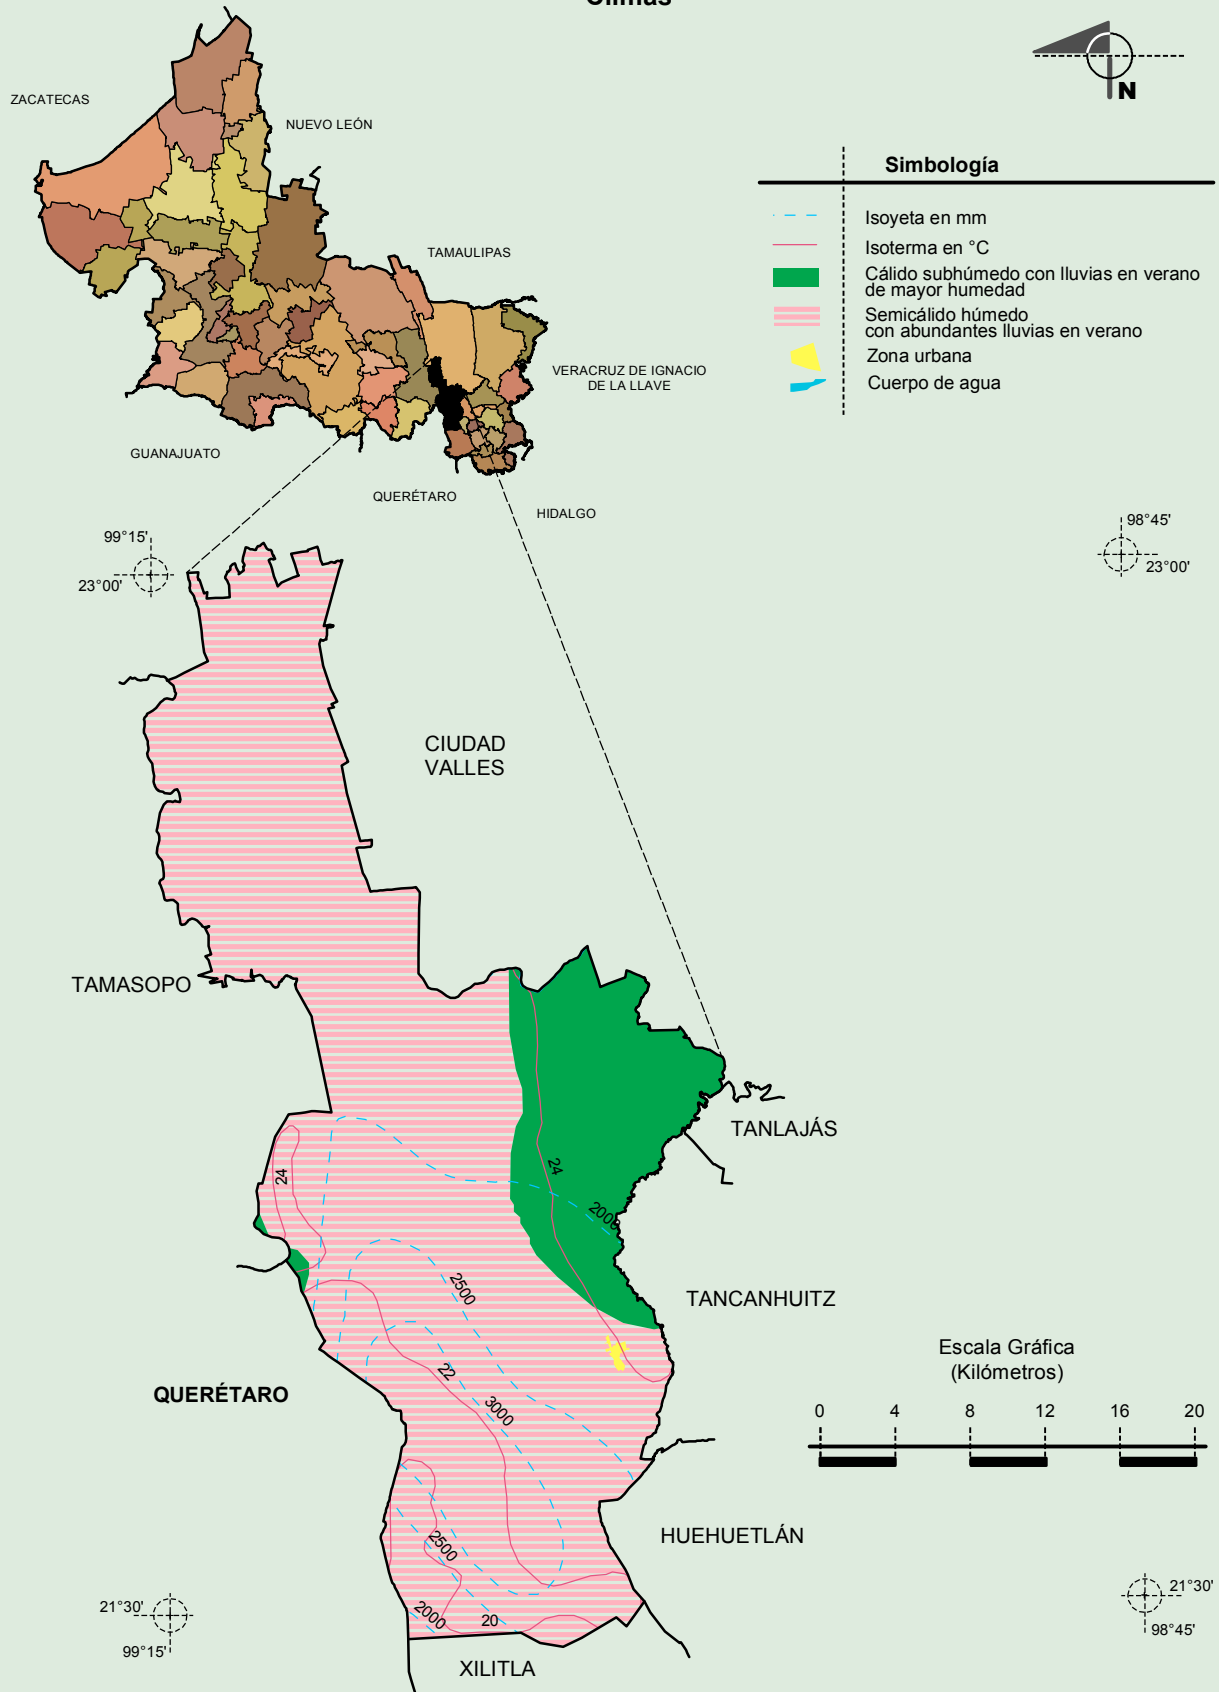 Climas
N
ZACATECAS
NUEVO LEÓN
TAMAULIPAS
VERACRUZ DE IGNACIO
DE LA LLAVE
GUANAJUATO
QUERÉTARO
HIDALGO
Simbología
Isoyeta en mm
Isoterma en °C
Cálido subhúmedo con lluvias en verano
de mayor humedad
Semicálido húmedo
con abundantes lluvias en verano
Zona urbana
Cuerpo de agua
99°15'
23°00'
98°45'
23°00'
CIUDAD
VALLES
TAMASOPO
TANLAJÁS
24
24
2000
2500
TANCANHUITZ
22
3000
QUERÉTARO
Escala Gráfica
(Kilómetros)
0 4 8 12 16 20
HUEHUETLÁN
2500
2000
20
21°30'
99°15'
21°30'
98°45'
XILITLA